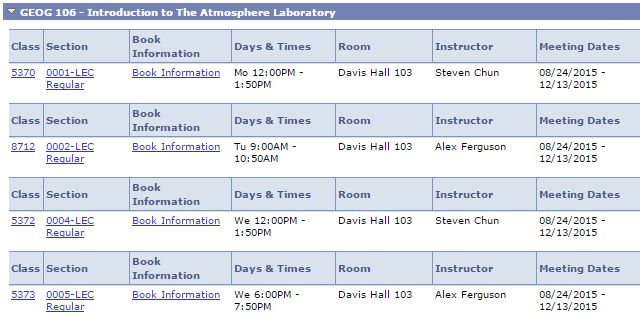 GEOG 106 - Introduction to The Atmosphere Laboratory
Class Section Book Information Days & Times Room Instructor Meeting Dates
5370 0001-LEC Regular Book Information Mo 12:00PM - 1:50PM Davis Hall 103 Steven Chun 08/24/2015 - 12/13/2015
Class Section Book Information Days & Times Room Instructor Meeting Dates
8712 0002-LEC Regular Book Information Tu 9:00AM - 10:50AM Davis Hall 103 Alex Ferguson 08/24/2015 - 12/13/2015
Class Section Book Information Days & Times Room Instructor Meeting Dates
5372 0004-LEC Regular Book Information We 12:00PM - 1:50PM Davis Hall 103 Steven Chun 08/24/2015 - 12/13/2015
Class Section Book Information Days & Times Room Instructor Meeting Dates
5373 0005-LEC Regular Book Information We 6:00PM - 7:50PM Davis Hall 103 Alex Ferguson 08/24/2015 - 12/13/2015